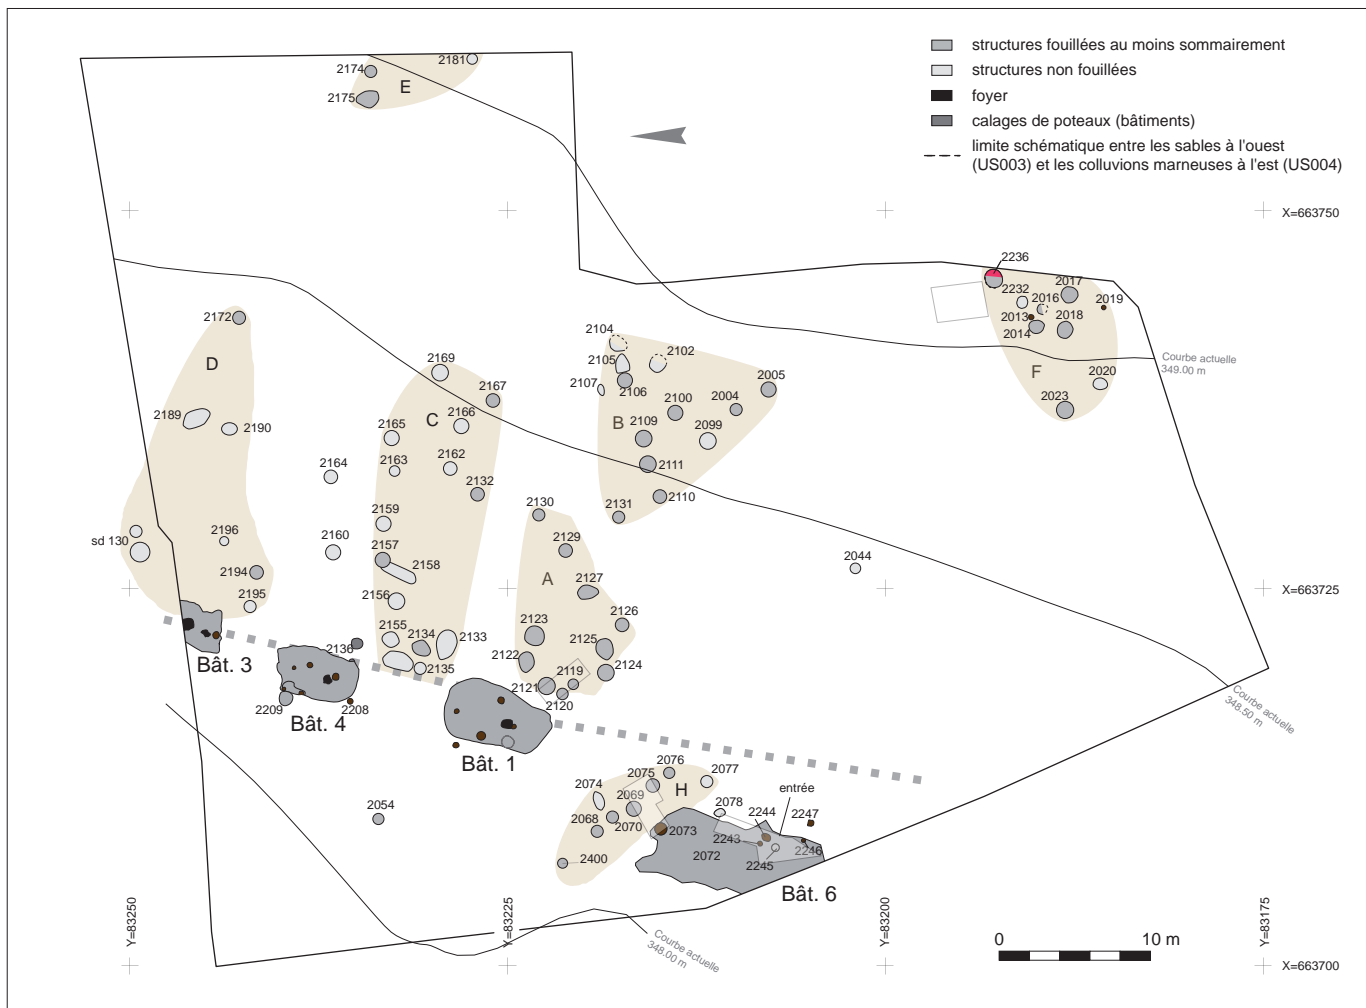 structures fouillées au moins sommairement
structures non fouillées
foyer
calages de poteaux (bâtiments)
limite schématique entre les sables à l'ouest
(US003) et les colluvions marneuses à l'est (US004)
2174
2181
E
2175
X=663750
2236
2232
2017
2016
2019
2013
2014
2018
Courbe actuelle
349.00 m
F
2020
2023
2172
D
2189
2190
2164
2160
sd 130
2196
2194
2195
2169
2167
C
2166
2165
2163
2162
2132
2159
2157
2158
2156
2155
2134
2133
2135
2104
2105
2102
2107
2106
2005
2100
2004
B
2109
2099
2111
2110
2131
2130
2129
A
2127
2126
2123
2125
2122
2124
2119
2121
2120
2044
X=663725
Bât. 3
2136
2209
Bât. 4
2208
Bât. 1
Courbe actuelle
348.50 m
2076
2075
2077
2074
H
2069
2078
entrée
2068
2070
2244
2247
2073
2243
2246
2072
2245
2400
Bât. 6
2054
Courbe actuelle
348.00 m
Y=83250
Y=83225
Y=83200
Y=83175
0
10 m
X=663700